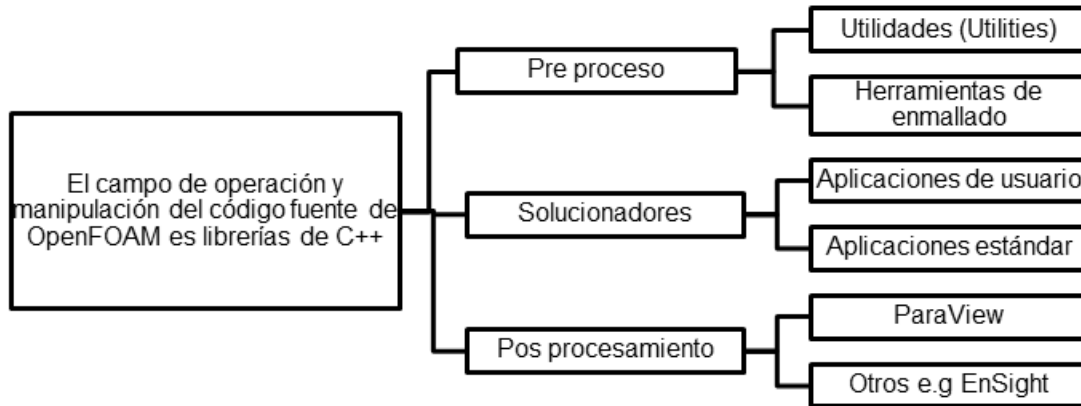 El campo de operación y
manipulación del código fuente de
OpenFOAM es librerías de C++
Pre proceso
Utilidades (Utilities)
Herramientas de
enmallado
Solucionadores
Aplicaciones de usuario
Aplicaciones estándar
Pos procesamiento
ParaView
Otros e.g EnSight